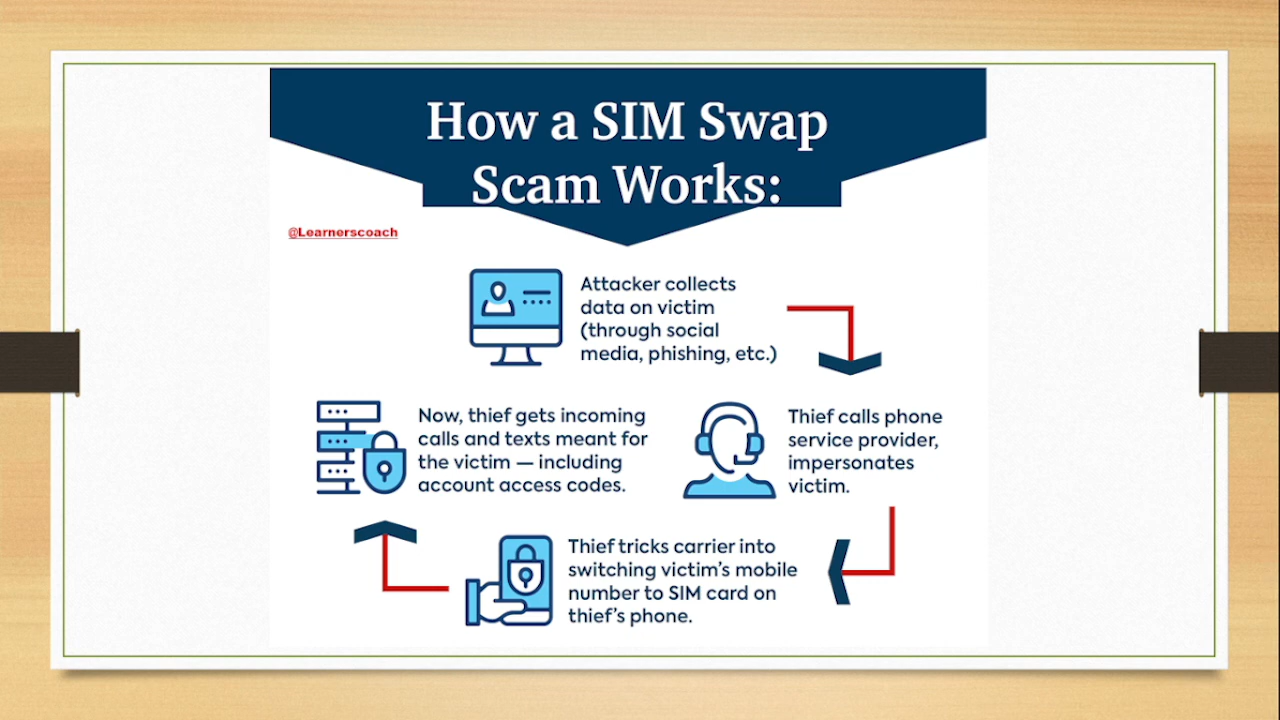 How a SIM Swap
Scam Works:
@Learnerscoach
Attacker collects
data on victim
(through social
media, phishing, etc.)
Thief calls phone
service provider,
impersonates
victim.
Thief tricks carrier into
switching victim's mobile
number to SIM card on
thief's phone.
Now, thief gets incoming
calls and texts meant for
the victim — including
account access codes.